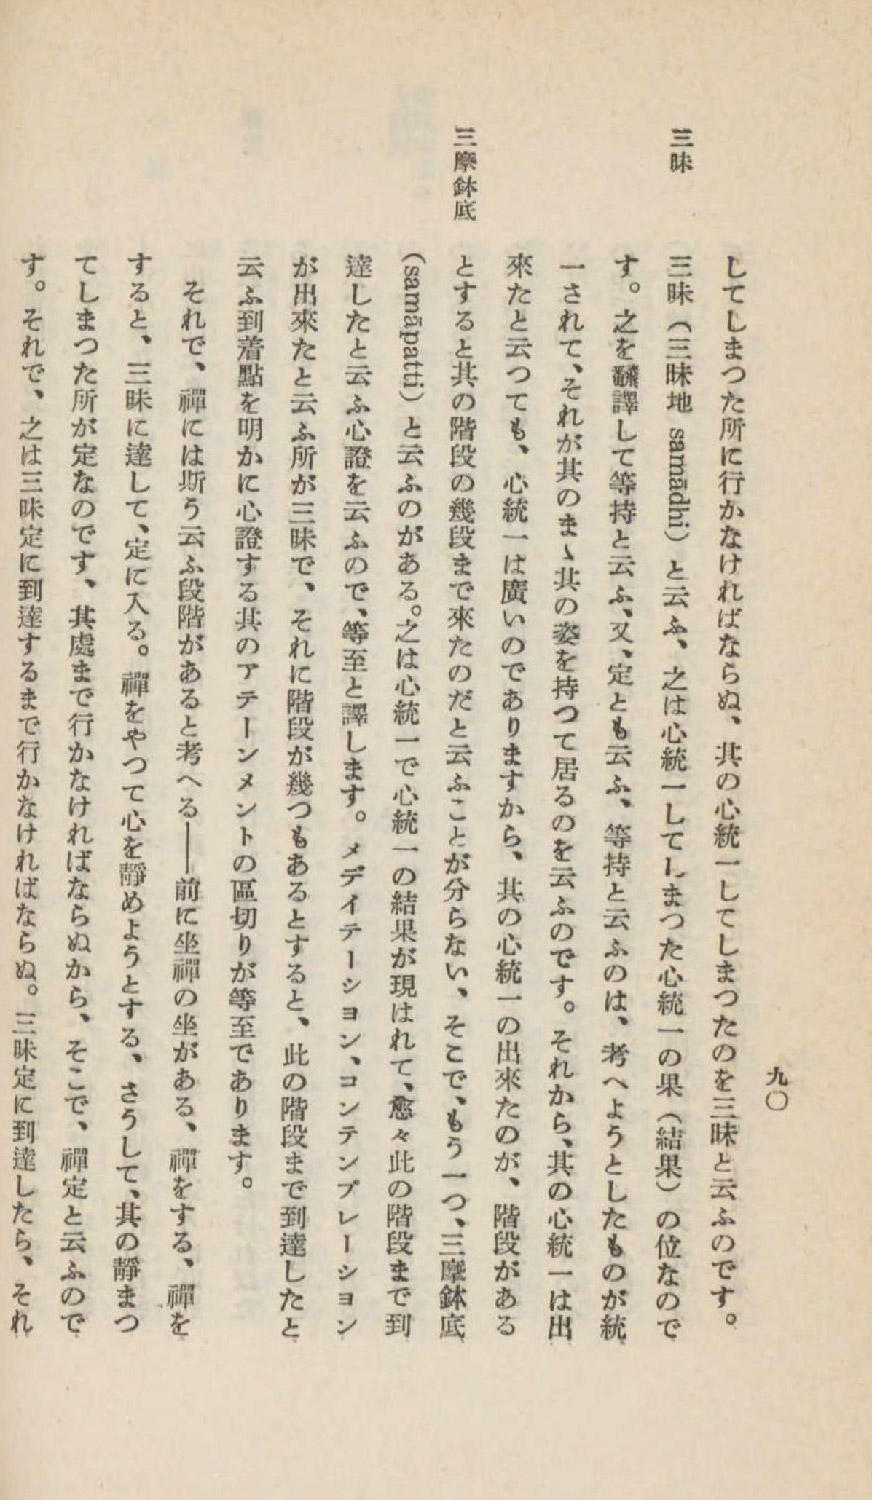 九〇
三昧
三摩鉢底
してしまつた所に行かなければならぬ、其の心統一してしまつたのを三昧と云ふのです。
三昧（三昧地 samādhi）と云ふ、之は心統一してしまつた心統一の果（結果）の位なので
す。之を飜譯して等持と云ふ、又、定とも云ふ、等持と云ふのは、考へようとしたものが統
一されて、それが其のまゝ其の姿を持つて居るのを云ふのです。それから、其の心統一は出
來たと云つても、心統一は廣いのでありますから、其の心統一の出來たのが、階段がある
とすると其の階段の幾段まで來たのだと云ふことが分らない、そこで、もう一つ、三摩鉢底
（samāpatti）と云ふのがある。之は心統一で心統一の結果が現はれて、愈々此の階段まで到
達したと云ふ心證を云ふので、等至と譯します。メデイテーション、コンテンプレーション
が出來たと云ふ所が三昧で、それに階段が幾つもあるとすると、此の階段まで到達したと
云ふ到着點を明かに心證する其のアテーンメントの區切りが等至であります。
それで、禪には斯う云ふ段階があると考へる――前に坐禪の坐がある、禪をする、禪を
すると、三昧に達して、定に入る。禪をやつて心を靜めようとする、さうして、其の靜まつ
てしまつた所が定なのです、其處まで行かなければならぬから、そこで、禪定と云ふので
す。それで、之は三昧定に到達するまで行かなければならぬ。三昧定に到達したら、それ